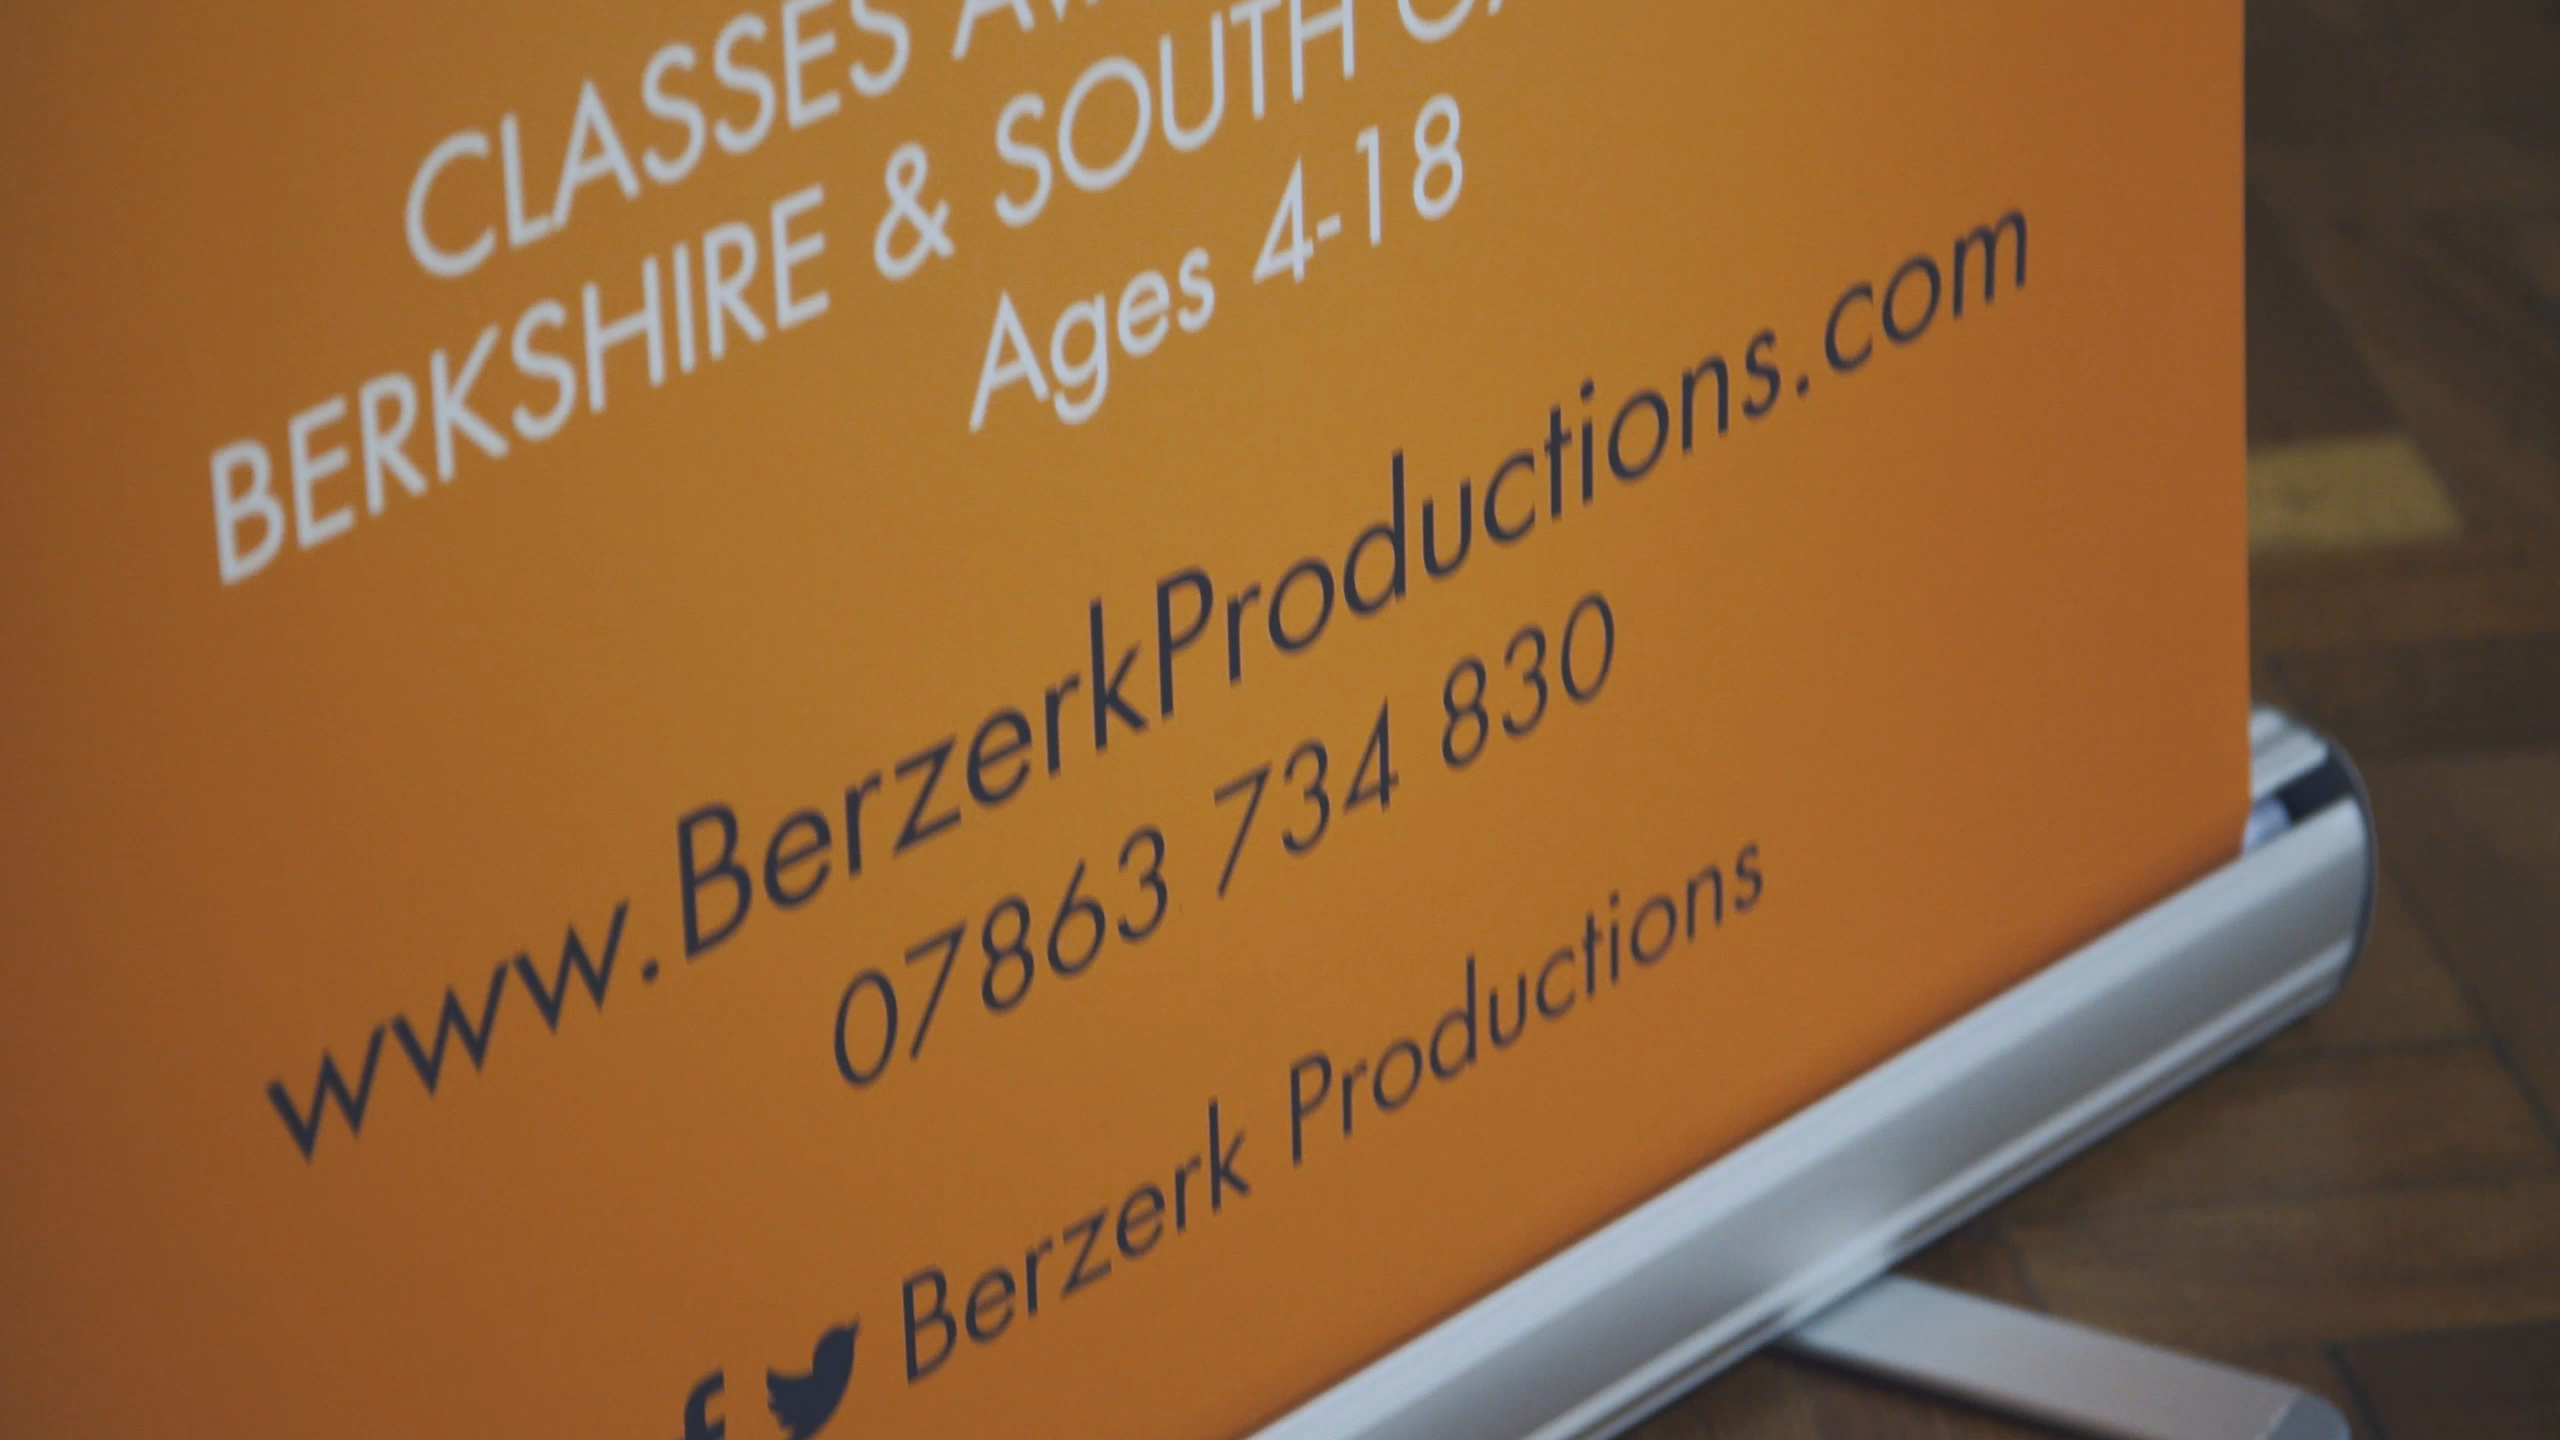 CLASSES
BERKSHIRE & SOUTH
Ages 4-18
www.BerzerkProductions.com
07863 734 830
f Berzerk Productions